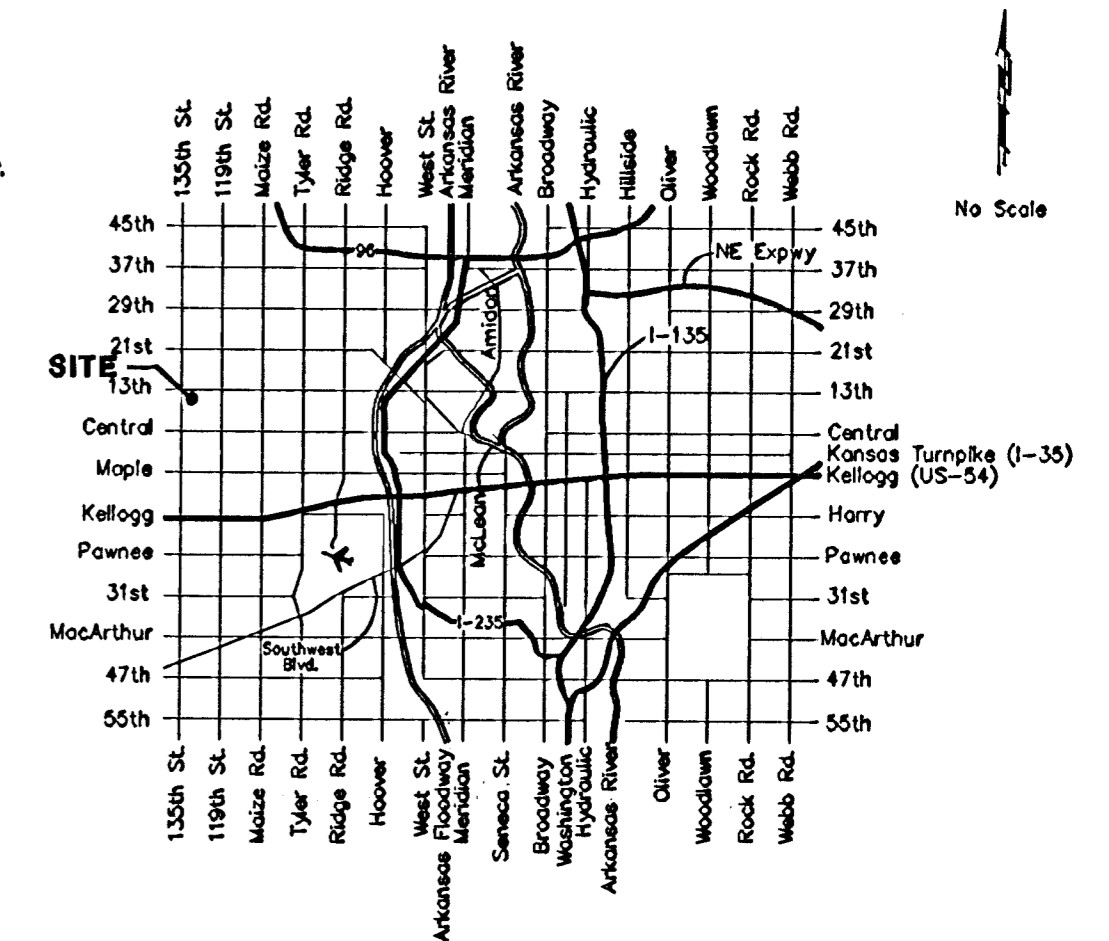 135th St.
119th St.
Maize Rd.
Tyler Rd.
Ridge Rd.
Hoover
West St.
Arkansas River
Meridian
Arkansas River
Broadway
Hydraulic
Hillside
Oliver
Woodlawn
Rock Rd.
Webb Rd.
No Scale
45th
37th
29th
21st
SITE
13th
Central
Maple
Kellogg
Pawnee
31st
MacArthur
47th
55th
96
Amidon
NE Expwy
I-135
McLean
I-235
Southwest
Blvd.
45th
37th
29th
21st
13th
Central
Kansas Turnpike (I-35)
Kellogg (US-54)
Harry
Pawnee
31st
MacArthur
47th
55th
135th St.
119th St.
Maize Rd.
Tyler Rd.
Ridge Rd.
Hoover
West St.
Arkansas Floodway
Meridian
Seneca St.
Broadway
Washington
Hydraulic
Arkansas River
Oliver
Woodlawn
Rock Rd.
Webb Rd.